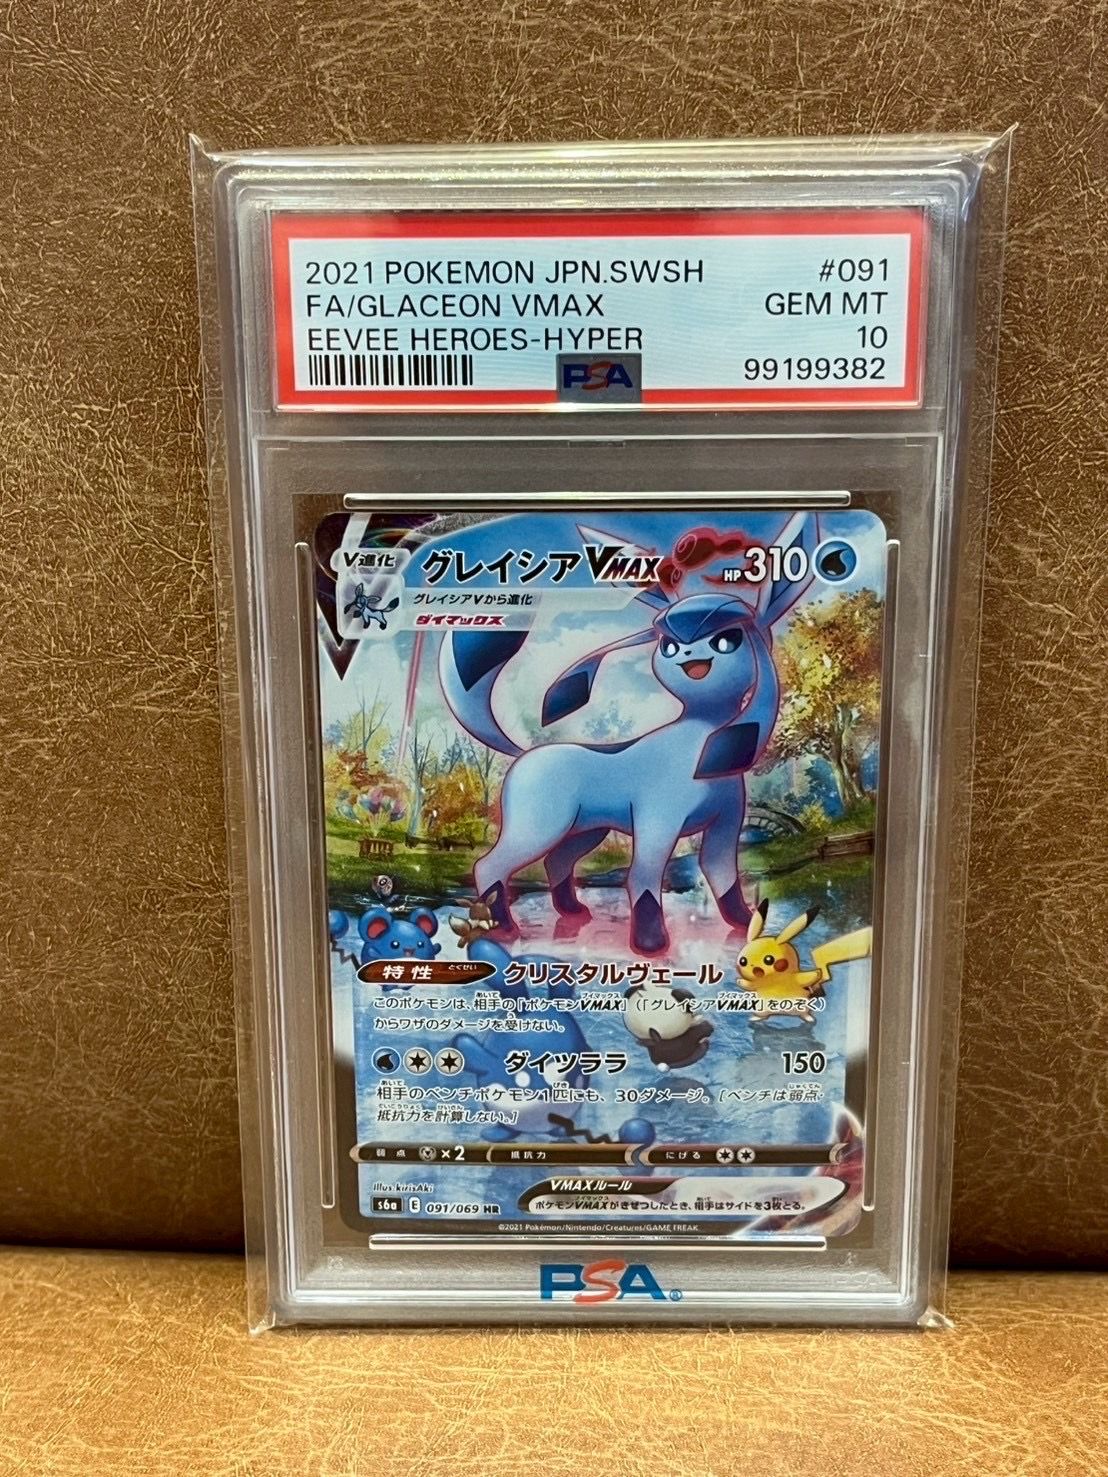 2021 POKEMON JPN.SWSH #091
FA/GLACEON VMAX GEM MT
EEVEE HEROES-HYPER 10
PSA 99199382
V進化 グレイシアVMAX HP310
グレイシアVから進化
ダイマックス
特性 とくせい クリスタルヴェール
このポケモンは、相手の「ポケモンVMAX」(「グレイシアVMAX」をのぞく)
からワザのダメージを受けない。
ダイツララ 150
相手のベンチポケモン1匹にも、30ダメージ。[ベンチは弱点・
抵抗力を計算しない。]
弱点 ×2 抵抗力 にげる
Illus. kirisAki
VMAXルール
s6a E 091/069 HR
ポケモンVMAXがきぜつしたとき、相手はサイドを3枚とる。
©2021 Pokémon/Nintendo/Creatures/GAME FREAK
PSA®